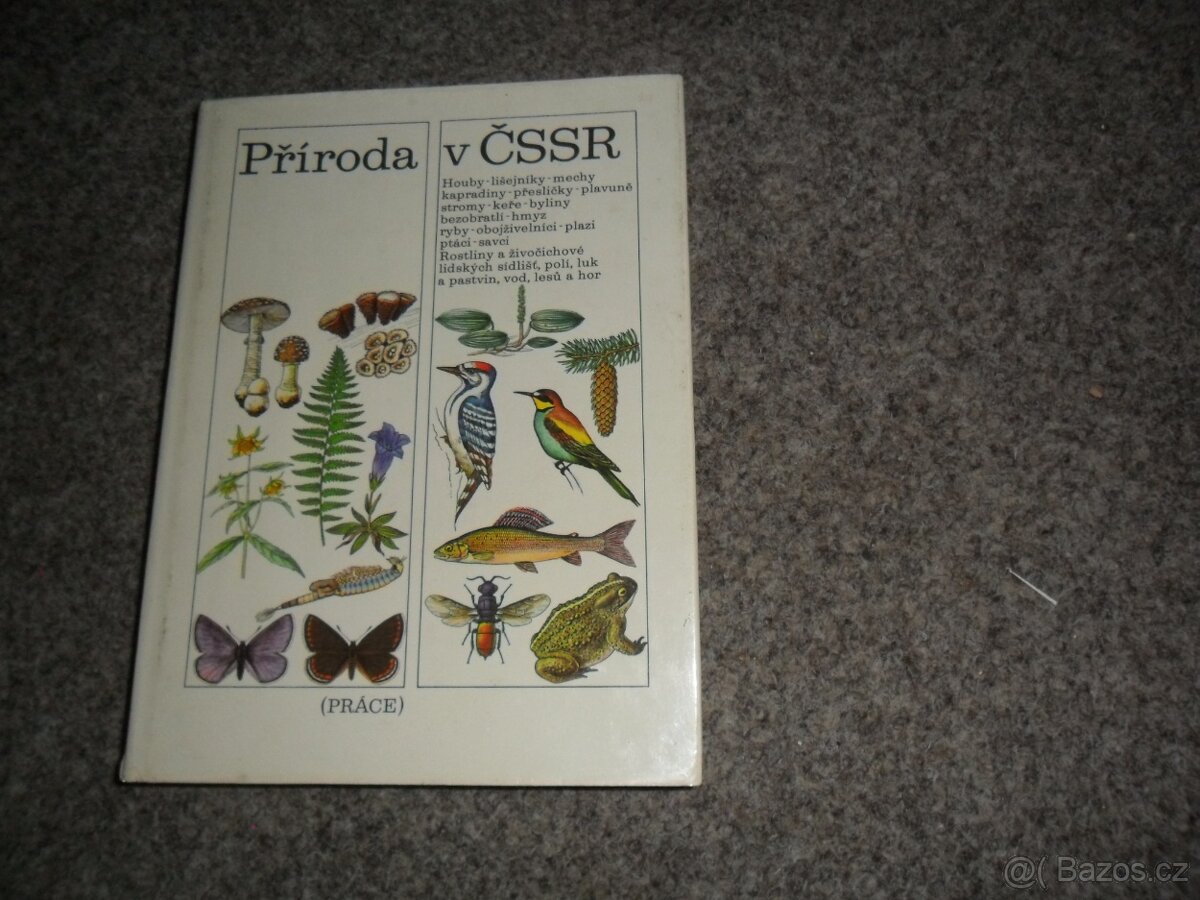 Příroda v ČSSR
Houby-lišejníky-mechy
kapradiny-přesličky-plavuně
stromy-keře-byliny
bezobratlí-hmyz
ryby-obojživelníci-plazi
ptáci-savci
Rostliny a živočichové
lidských sídlišť, polí, luk
a pastvin, vod, lesů a hor
(PRÁCE)
@( Bazos.cz